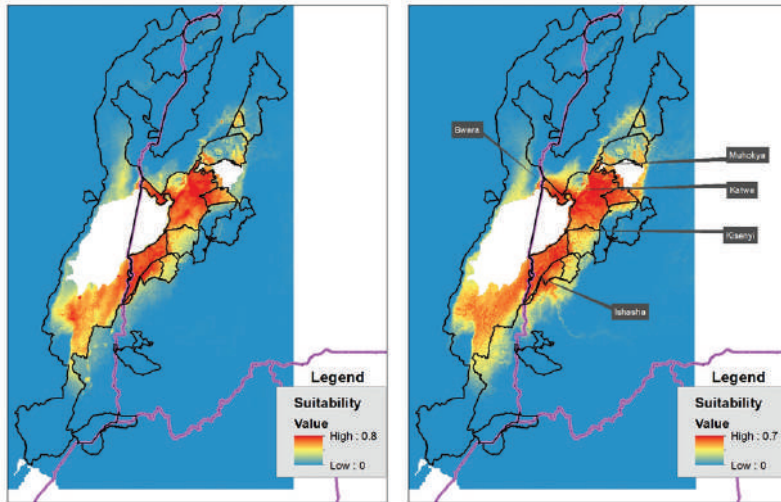 Legend
Suitability
Value
High : 0.8
Low : 0
Bwera
Muhokya
Katwe
Kisenyi
Ishasha
Legend
Suitability
Value
High : 0.7
Low : 0